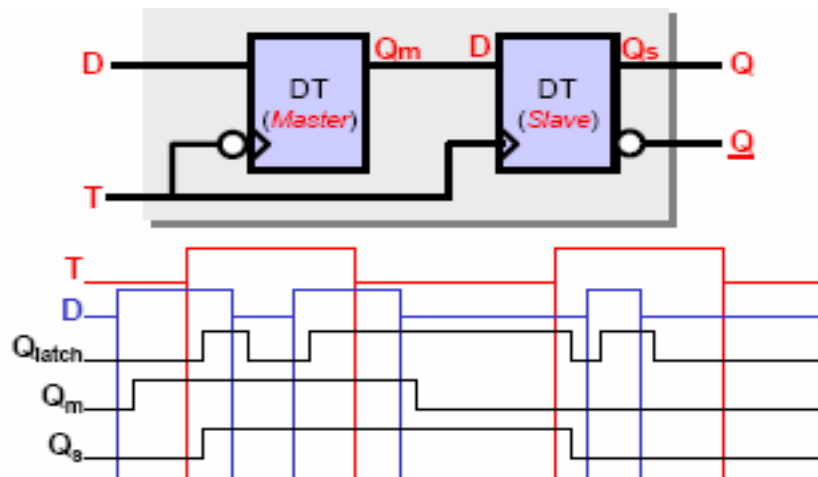 D Qm D Qs Q
DT DT
(Master) (Slave)
Q
T
T
D
Qlatch
Qm
Qs